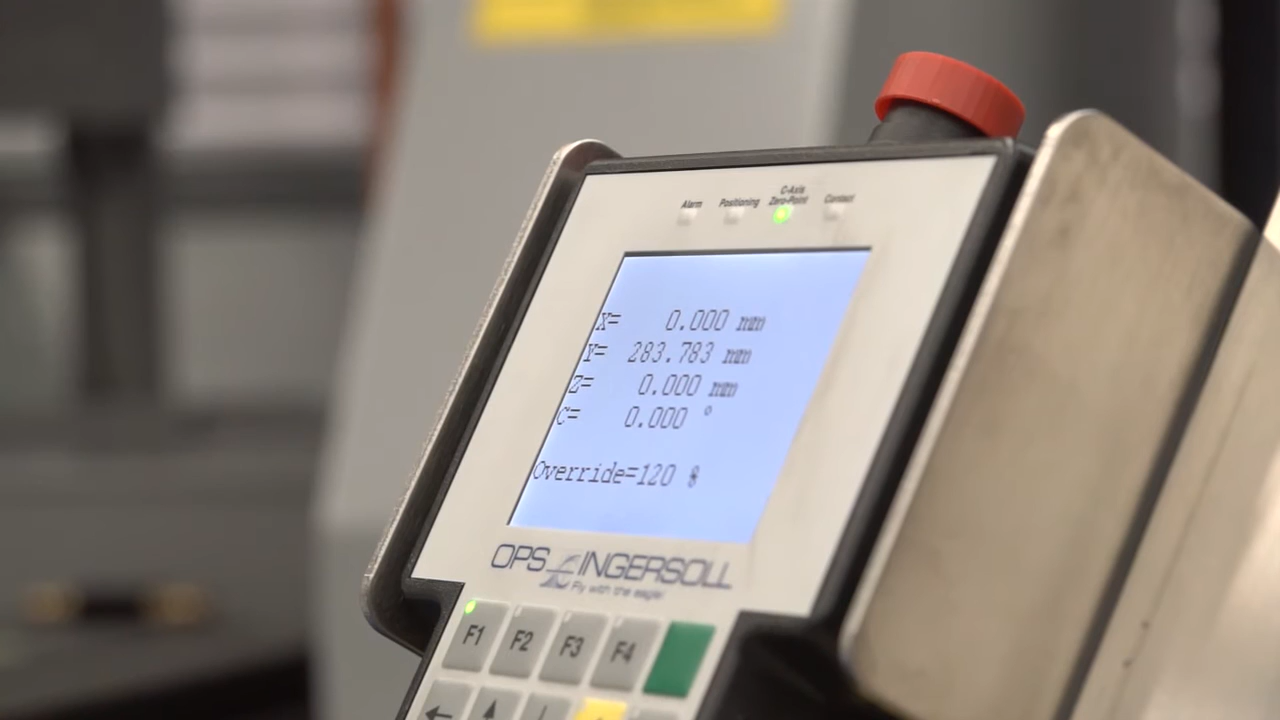 Alarm
Positioning
C-Axis
Zero-Point
Contact
X= 0.000 mm
Y= 283.783 mm
Z= 0.000 mm
C= 0.000 °
Override=120 %
OPS INGERSOLL
Fly with the eagle!
F1 F2 F3 F4